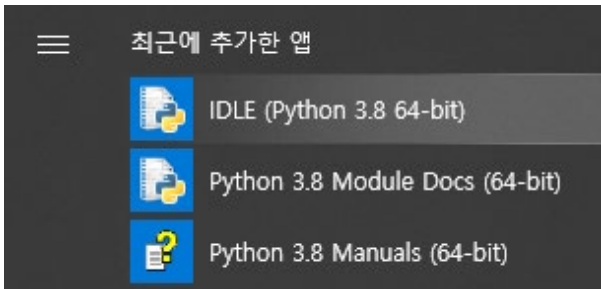 최근에 추가한 앱
IDLE (Python 3.8 64-bit)
Python 3.8 Module Docs (64-bit)
Python 3.8 Manuals (64-bit)